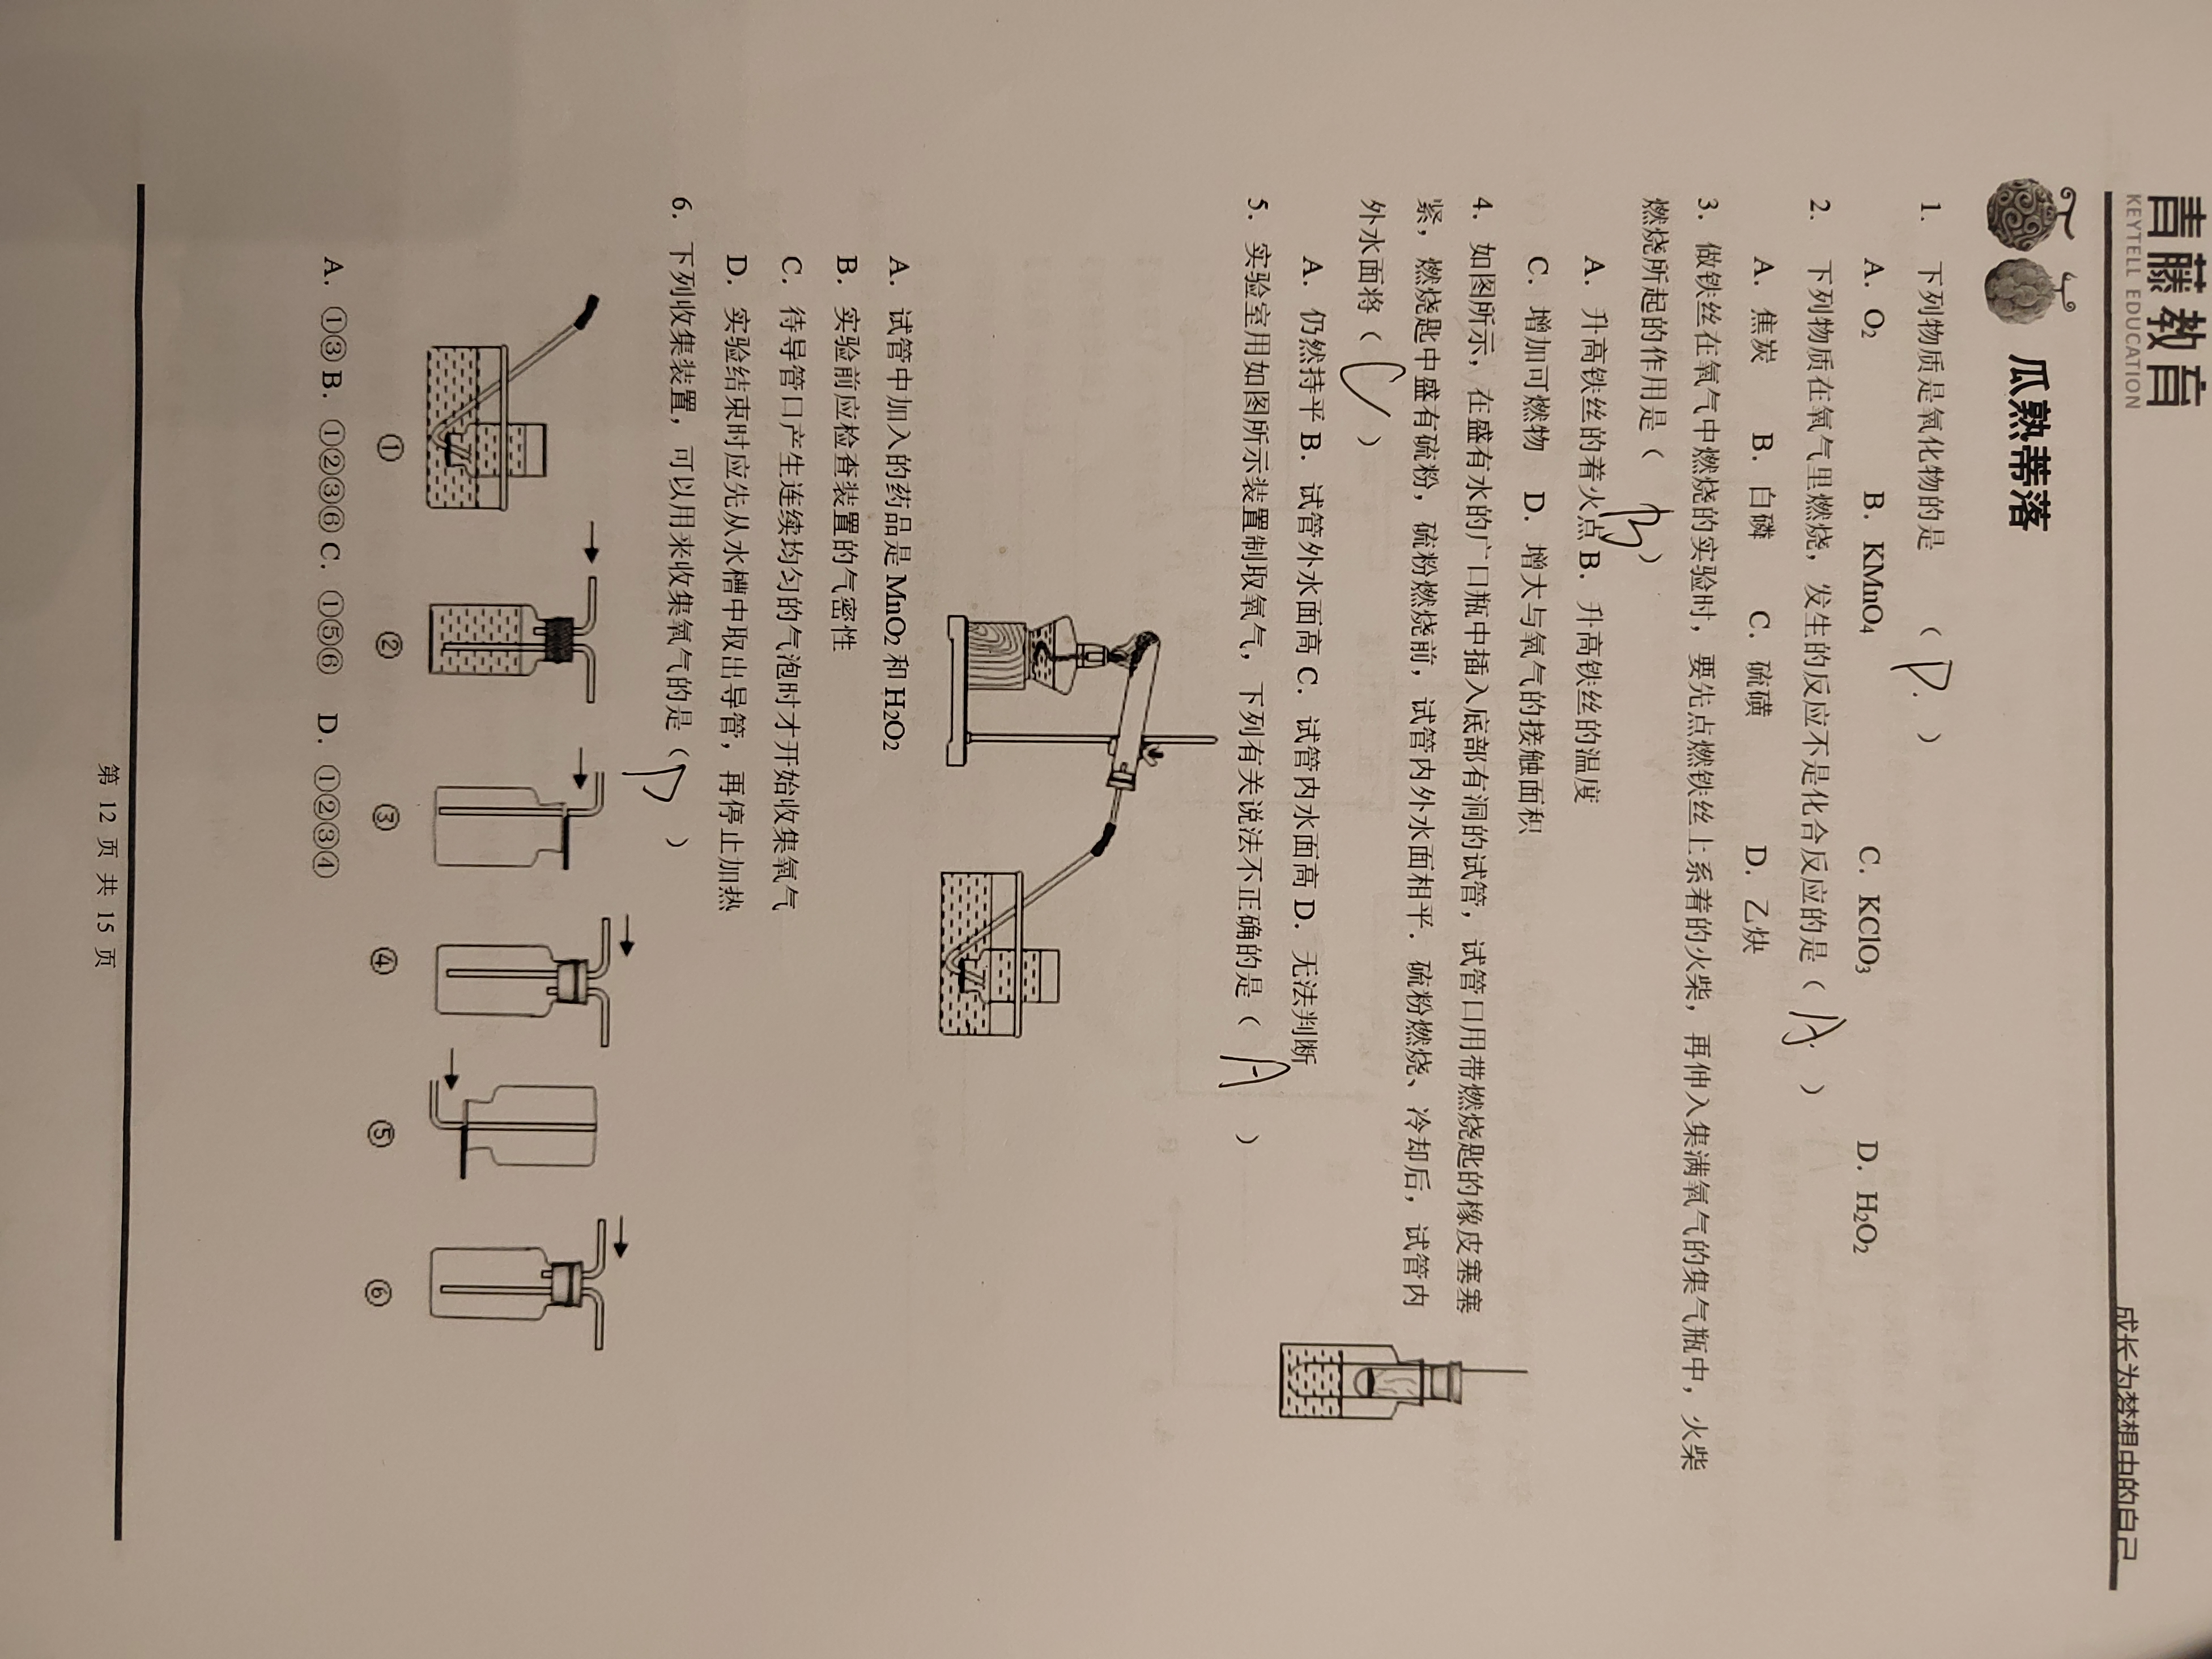 青藤教育
KEYTELL EDUCATION
成长为梦想中的自己
瓜熟蒂落
1. 下列物质是氧化物的是 （ D. ）
A. O₂ B. KMnO₄ C. KClO₃ D. H₂O₂
2. 下列物质在氧气里燃烧，发生的反应不是化合反应的是（ A. ）
A. 焦炭 B. 白磷 C. 硫磺 D. 乙炔
3. 做铁丝在氧气中燃烧的实验时，要先点燃铁丝上系着的火柴，再伸入集满氧气的集气瓶中，火柴
燃烧所起的作用是（ B ）
A. 升高铁丝的着火点 B. 升高铁丝的温度
C. 增加可燃物 D. 增大与氧气的接触面积
4. 如图所示，在盛有水的广口瓶中插入底部有洞的试管，试管口用带燃烧匙的橡皮塞塞
紧，燃烧匙中盛有硫粉，硫粉燃烧前，试管内外水面相平．硫粉燃烧、冷却后，试管内
外水面将（ C ）
A. 仍然持平 B. 试管外水面高 C. 试管内水面高 D. 无法判断
5. 实验室用如图所示装置制取氧气，下列有关说法不正确的是（ A ）
A. 试管中加入的药品是 MnO₂ 和 H₂O₂
B. 实验前应检查装置的气密性
C. 待导管口产生连续均匀的气泡时才开始收集氧气
D. 实验结束时应先从水槽中取出导管，再停止加热
6. 下列收集装置，可以用来收集氧气的是（ D ）
① ② ③ ④ ⑤ ⑥
A. ①③ B. ①②③⑥ C. ①⑤⑥ D. ①②③④
第 12 页 共 15 页